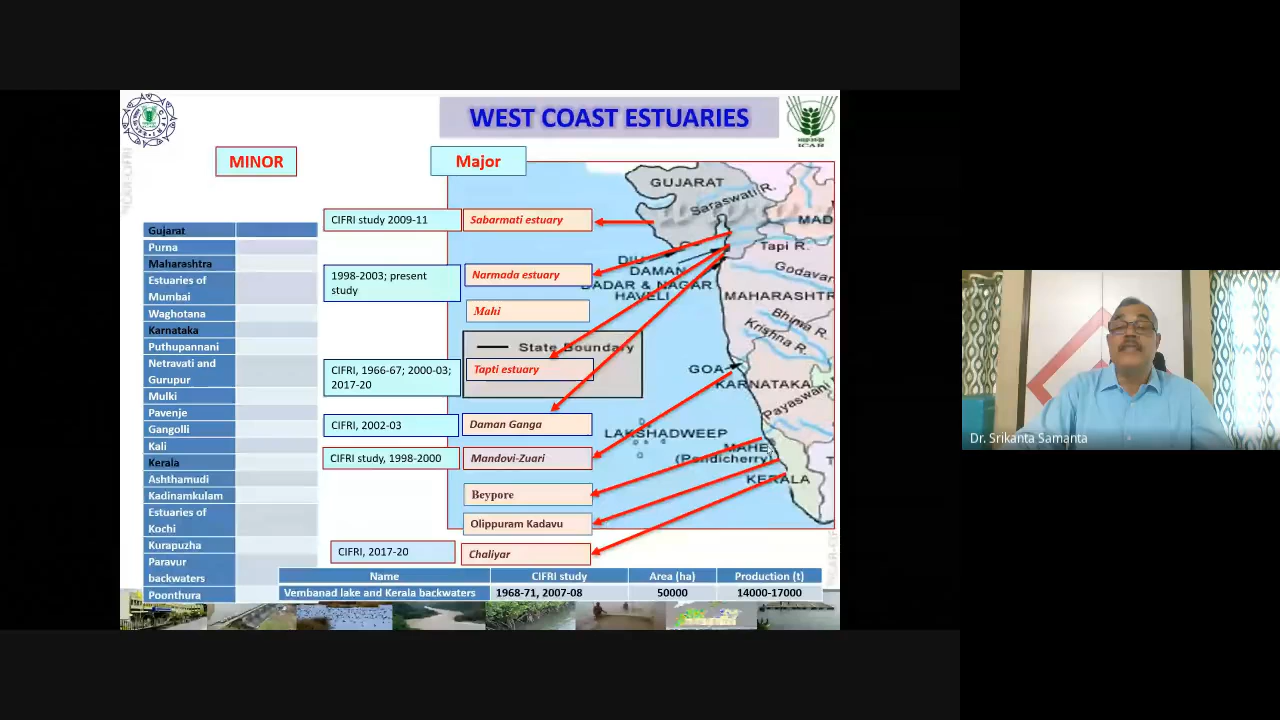 WEST COAST ESTUARIES
ICAR
MINOR
Major
Gujarat
Purna
Maharashtra
Estuaries of
Mumbai
Waghotana
Karnataka
Puthupannani
Netravati and
Gurupur
Mulki
Pavenje
Gangolli
Kali
Kerala
Ashthamudi
Kadinamkulam
Estuaries of
Kochi
Kurapuzha
Paravur
backwaters
Poonthura
CIFRI study 2009-11
Sabarmati estuary
1998-2003; present
study
Narmada estuary
Mahi
CIFRI, 1966-67; 2000-03;
2017-20
Tapti estuary
CIFRI, 2002-03
Daman Ganga
CIFRI study, 1998-2000
Mandovi-Zuari
Beypore
Olippuram Kadavu
CIFRI, 2017-20
Chaliyar
GUJARAT
Saraswati R.
MAD
Tapi R.
DIU
DAMAN
DADAR & NAGAR
HAVELI
Godavar
MAHARASHTR
Bhima R.
Krishna R.
State Boundary
GOA
KARNATAKA
Payaswani
LAKSHADWEEP
MAHE
(Pondicherry)
KERALA
Name CIFRI study Area (ha) Production (t)
Vembanad lake and Kerala backwaters 1968-71, 2007-08 50000 14000-17000
Dr. Srikanta Samanta